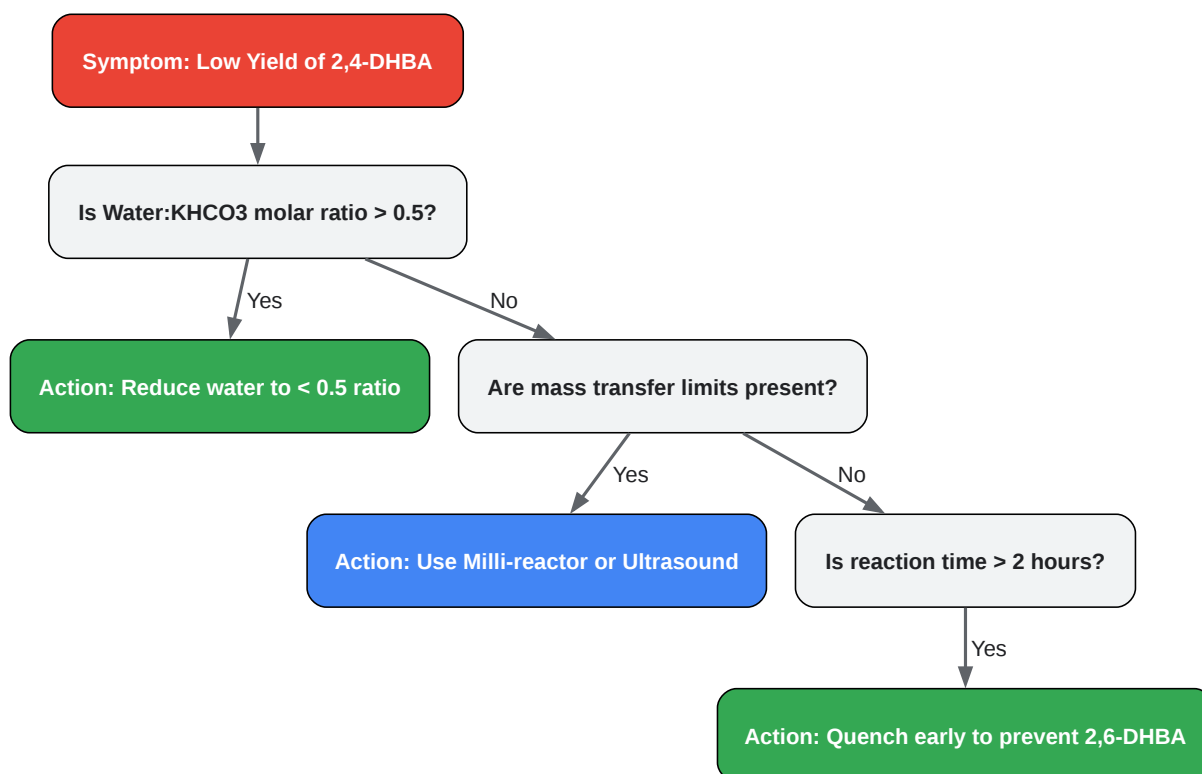 Symptom: Low Yield of 2,4-DHBA
Is Water:KHCO3 molar ratio > 0.5?
Yes
No
Action: Reduce water to < 0.5 ratio
Are mass transfer limits present?
Yes
No
Action: Use Milli-reactor or Ultrasound
Is reaction time > 2 hours?
Yes
Action: Quench early to prevent 2,6-DHBA